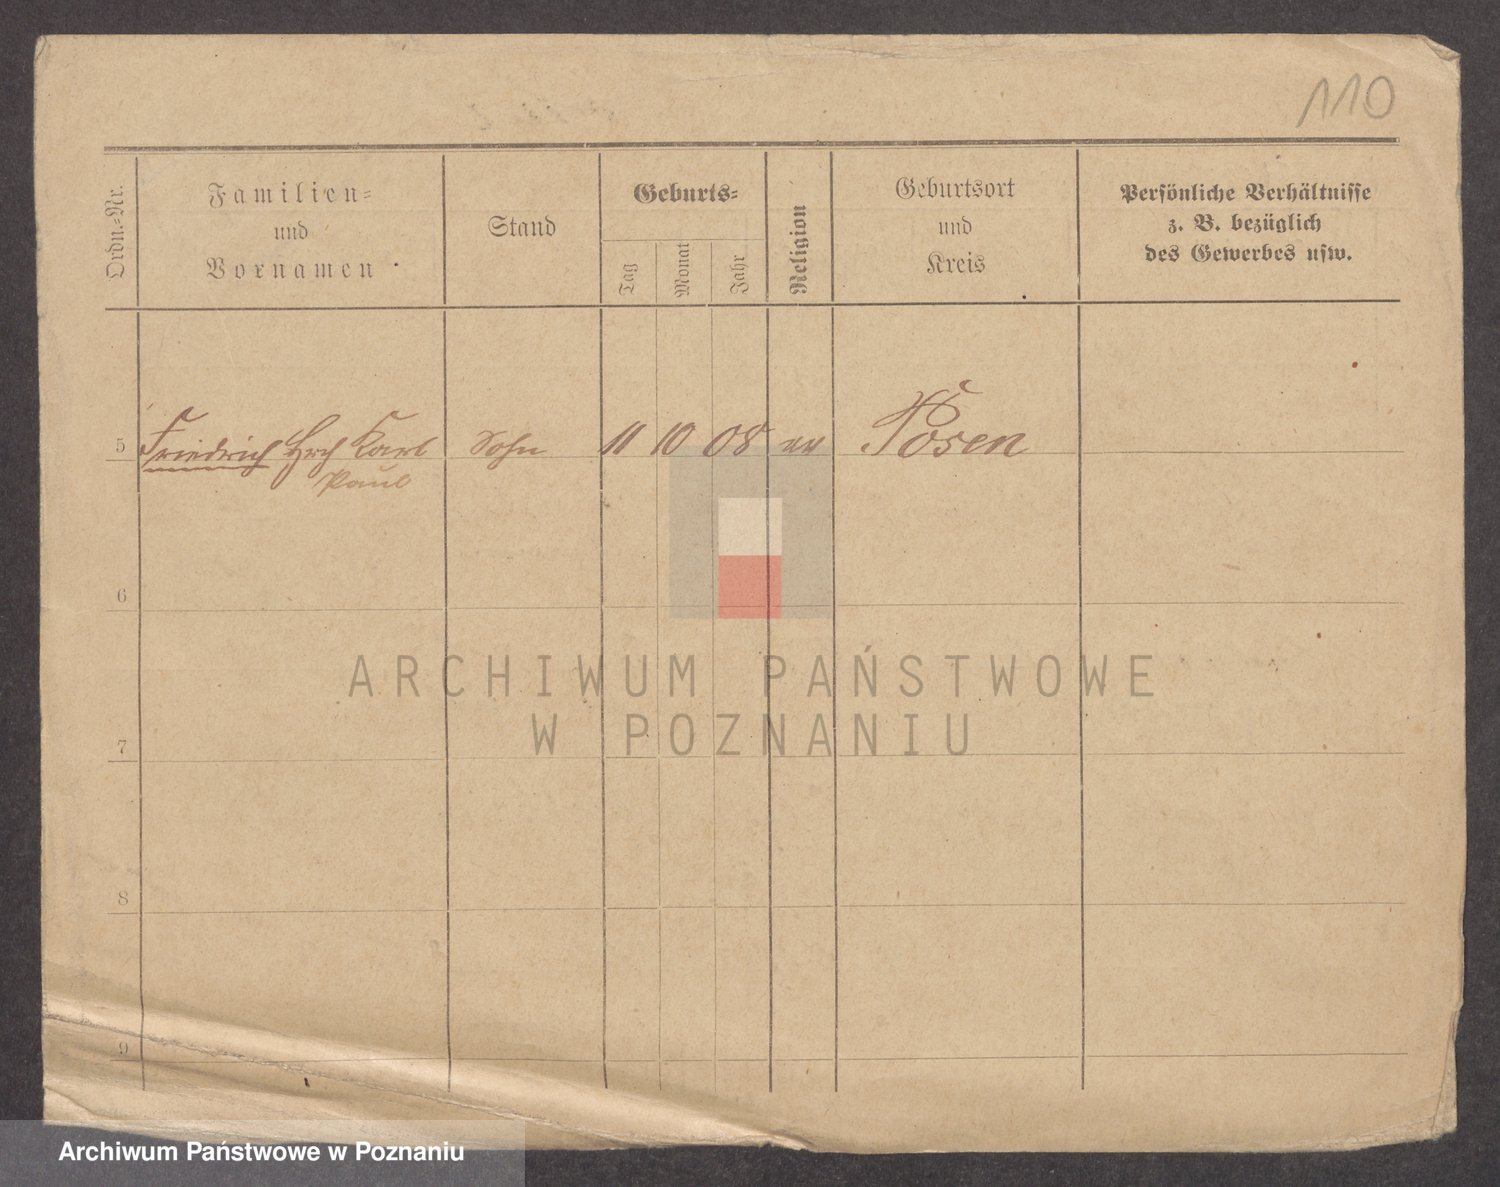 110
Ordn.-Nr.
Familien-
und
Vornamen
Stand
Geburts-
Tag
Monat
Jahr
Religion
Geburtsort
und
Kreis
Persönliche Verhältnisse
z. B. bezüglich
des Gewerbes usw.
5 Friedrich Hrch Karl Sohn 11 10 08 Posen
Paul
6
ARCHIWUM PAŃSTWOWE
W POZNANIU
7
8
9
Archiwum Państwowe w Poznaniu